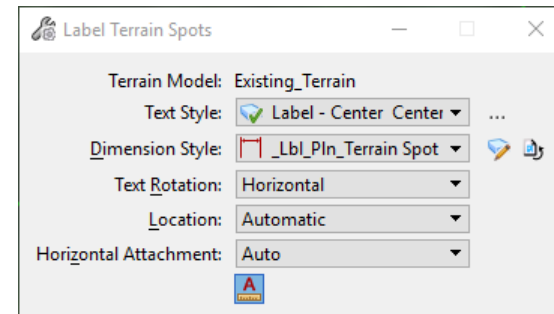 Label Terrain Spots
Terrain Model: Existing_Terrain
Text Style: Label - Center Center ...
Dimension Style: _Lbl_Pln_Terrain Spot
Text Rotation: Horizontal
Location: Automatic
Horizontal Attachment: Auto
A